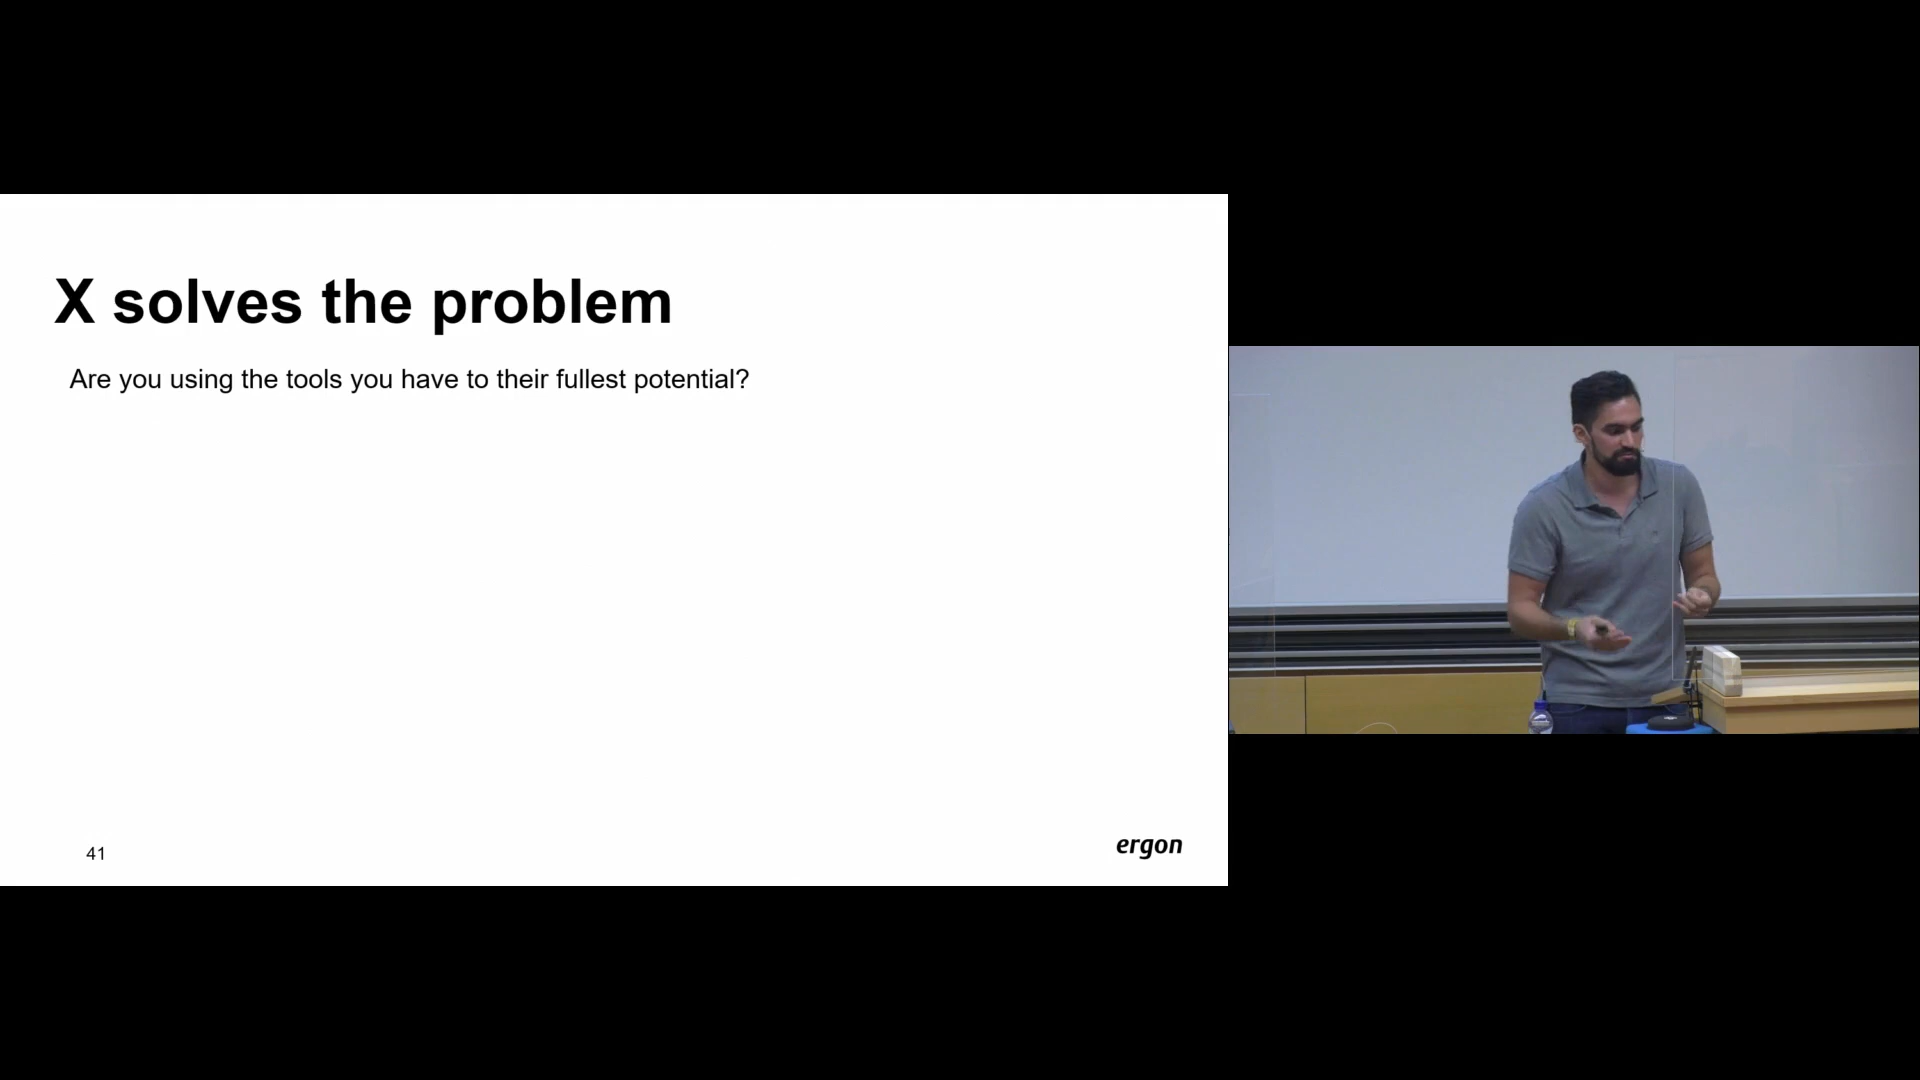 X solves the problem
Are you using the tools you have to their fullest potential?
41
ergon